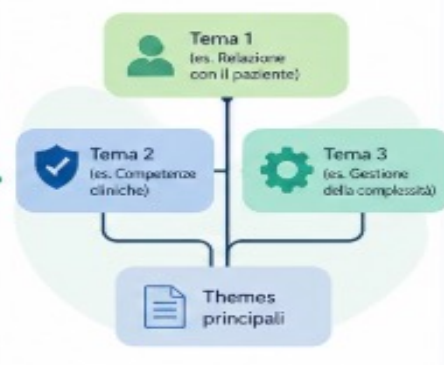 Tema 1
(es. Relazione
con il paziente)
Tema 2
(es. Competenze
cliniche)
Tema 3
(es. Gestione
della complessità)
Themes
principali